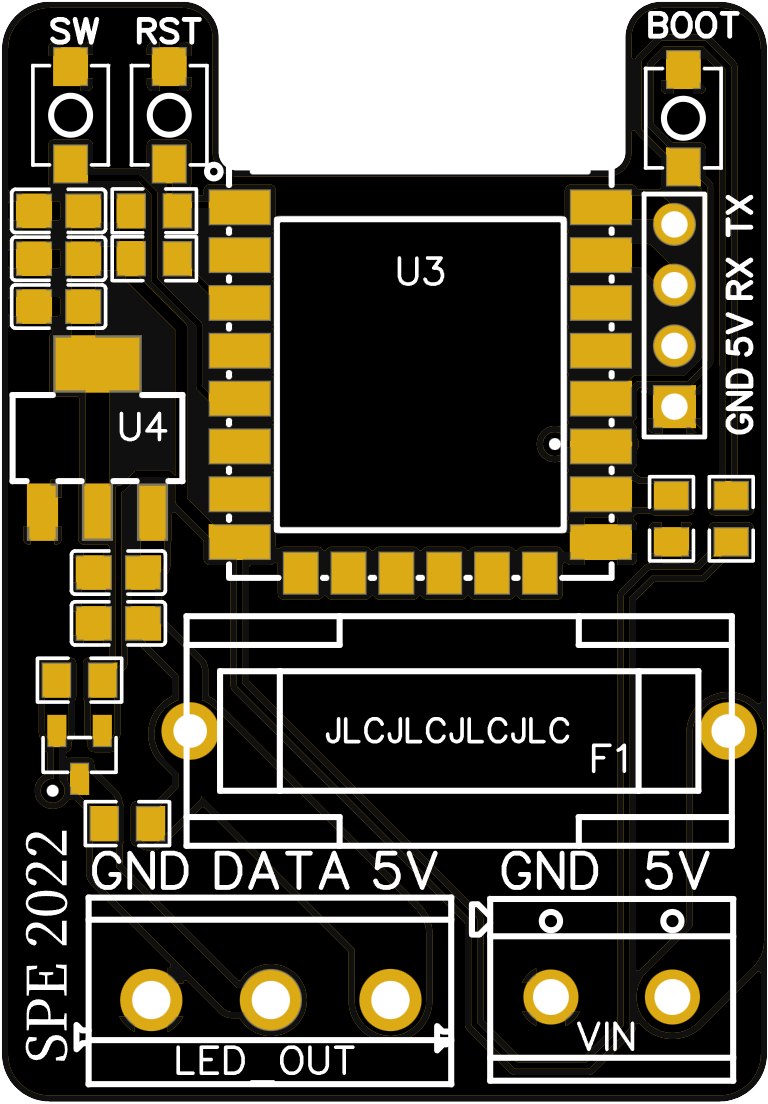 SW RST BOOT
U3
TX
RX
5V
GND
U4
JLCJLCJLCJLC
F1
GND DATA 5V
GND 5V
SPE 2022
VIN
LED_OUT